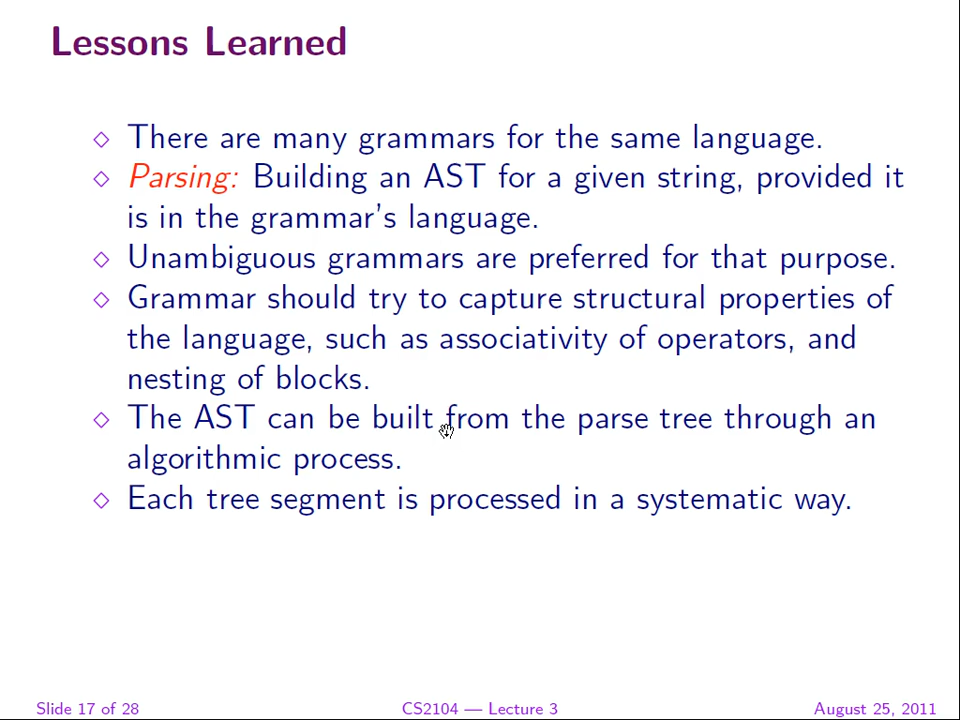 Lessons Learned
◇ There are many grammars for the same language.
◇ Parsing: Building an AST for a given string, provided it
is in the grammar's language.
◇ Unambiguous grammars are preferred for that purpose.
◇ Grammar should try to capture structural properties of
the language, such as associativity of operators, and
nesting of blocks.
◇ The AST can be built from the parse tree through an
algorithmic process.
◇ Each tree segment is processed in a systematic way.
Slide 17 of 28 CS2104 — Lecture 3 August 25, 2011